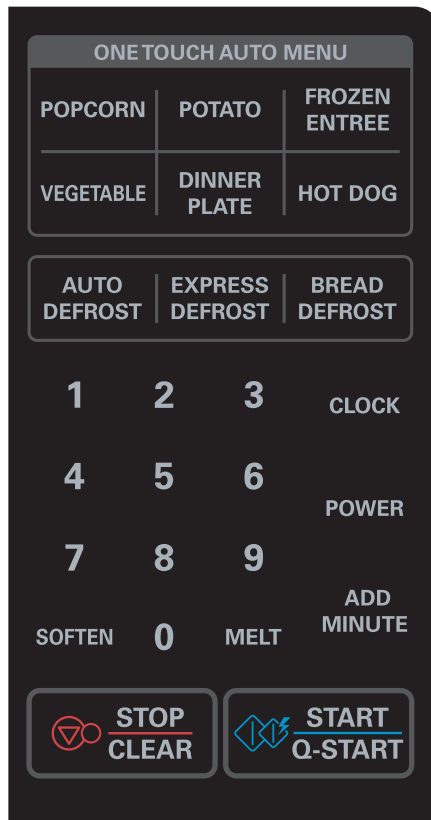 ONE TOUCH AUTO MENU
POPCORN
POTATO
FROZEN
ENTREE
VEGETABLE
DINNER
PLATE
HOT DOG
AUTO
DEFROST
EXPRESS
DEFROST
BREAD
DEFROST
1 2 3
CLOCK
4 5 6
POWER
7 8 9
ADD
MINUTE
SOFTEN 0 MELT
STOP
CLEAR
START
Q-START